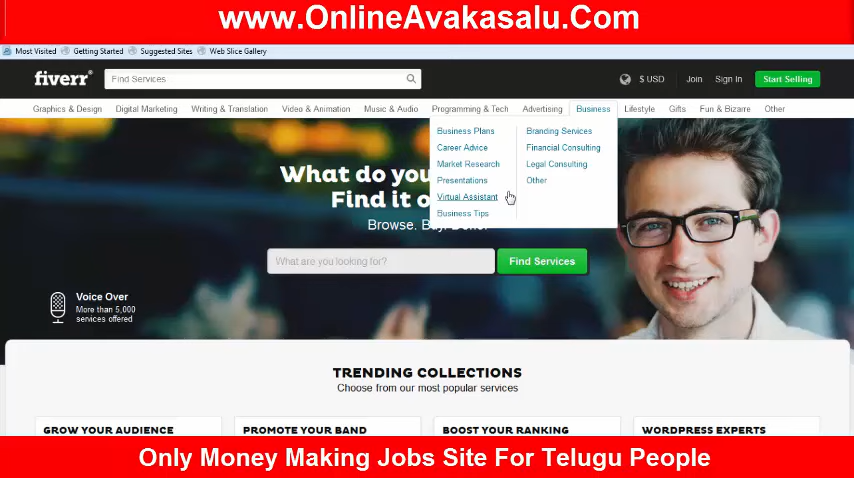 www.OnlineAvakasalu.Com
Most Visited Getting Started Suggested Sites Web Slice Gallery
fiverr® Find Services $ USD Join Sign In Start Selling
Graphics & Design Digital Marketing Writing & Translation Video & Animation Music & Audio Programming & Tech Advertising Business Lifestyle Gifts Fun & Bizarre Other
Business Plans Branding Services
Career Advice Financial Consulting
Market Research Legal Consulting
Presentations Other
Virtual Assistant
Business Tips
What do you
Find it o
Browse. Buy.
What are you looking for? Find Services
Voice Over
More than 5,000
services offered
TRENDING COLLECTIONS
Choose from our most popular services
GROW YOUR AUDIENCE PROMOTE YOUR BAND BOOST YOUR RANKING WORDPRESS EXPERTS
Only Money Making Jobs Site For Telugu People